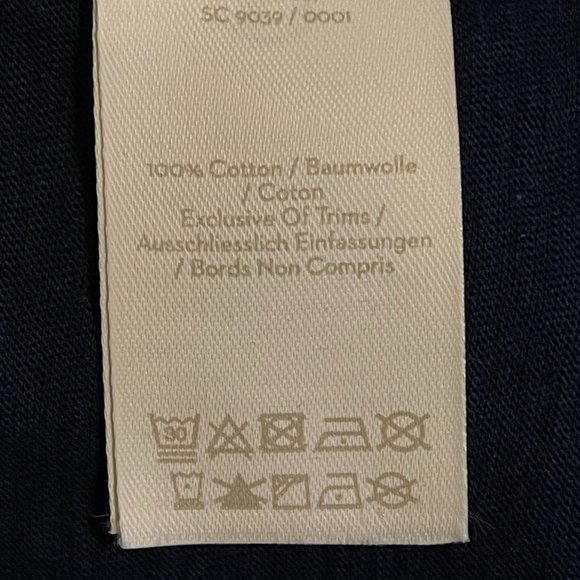 SC 9039 / 0001
100% Cotton / Baumwolle
/ Coton
Exclusive Of Trims /
Ausschliesslich Einfassungen
/ Bords Non Compris
30